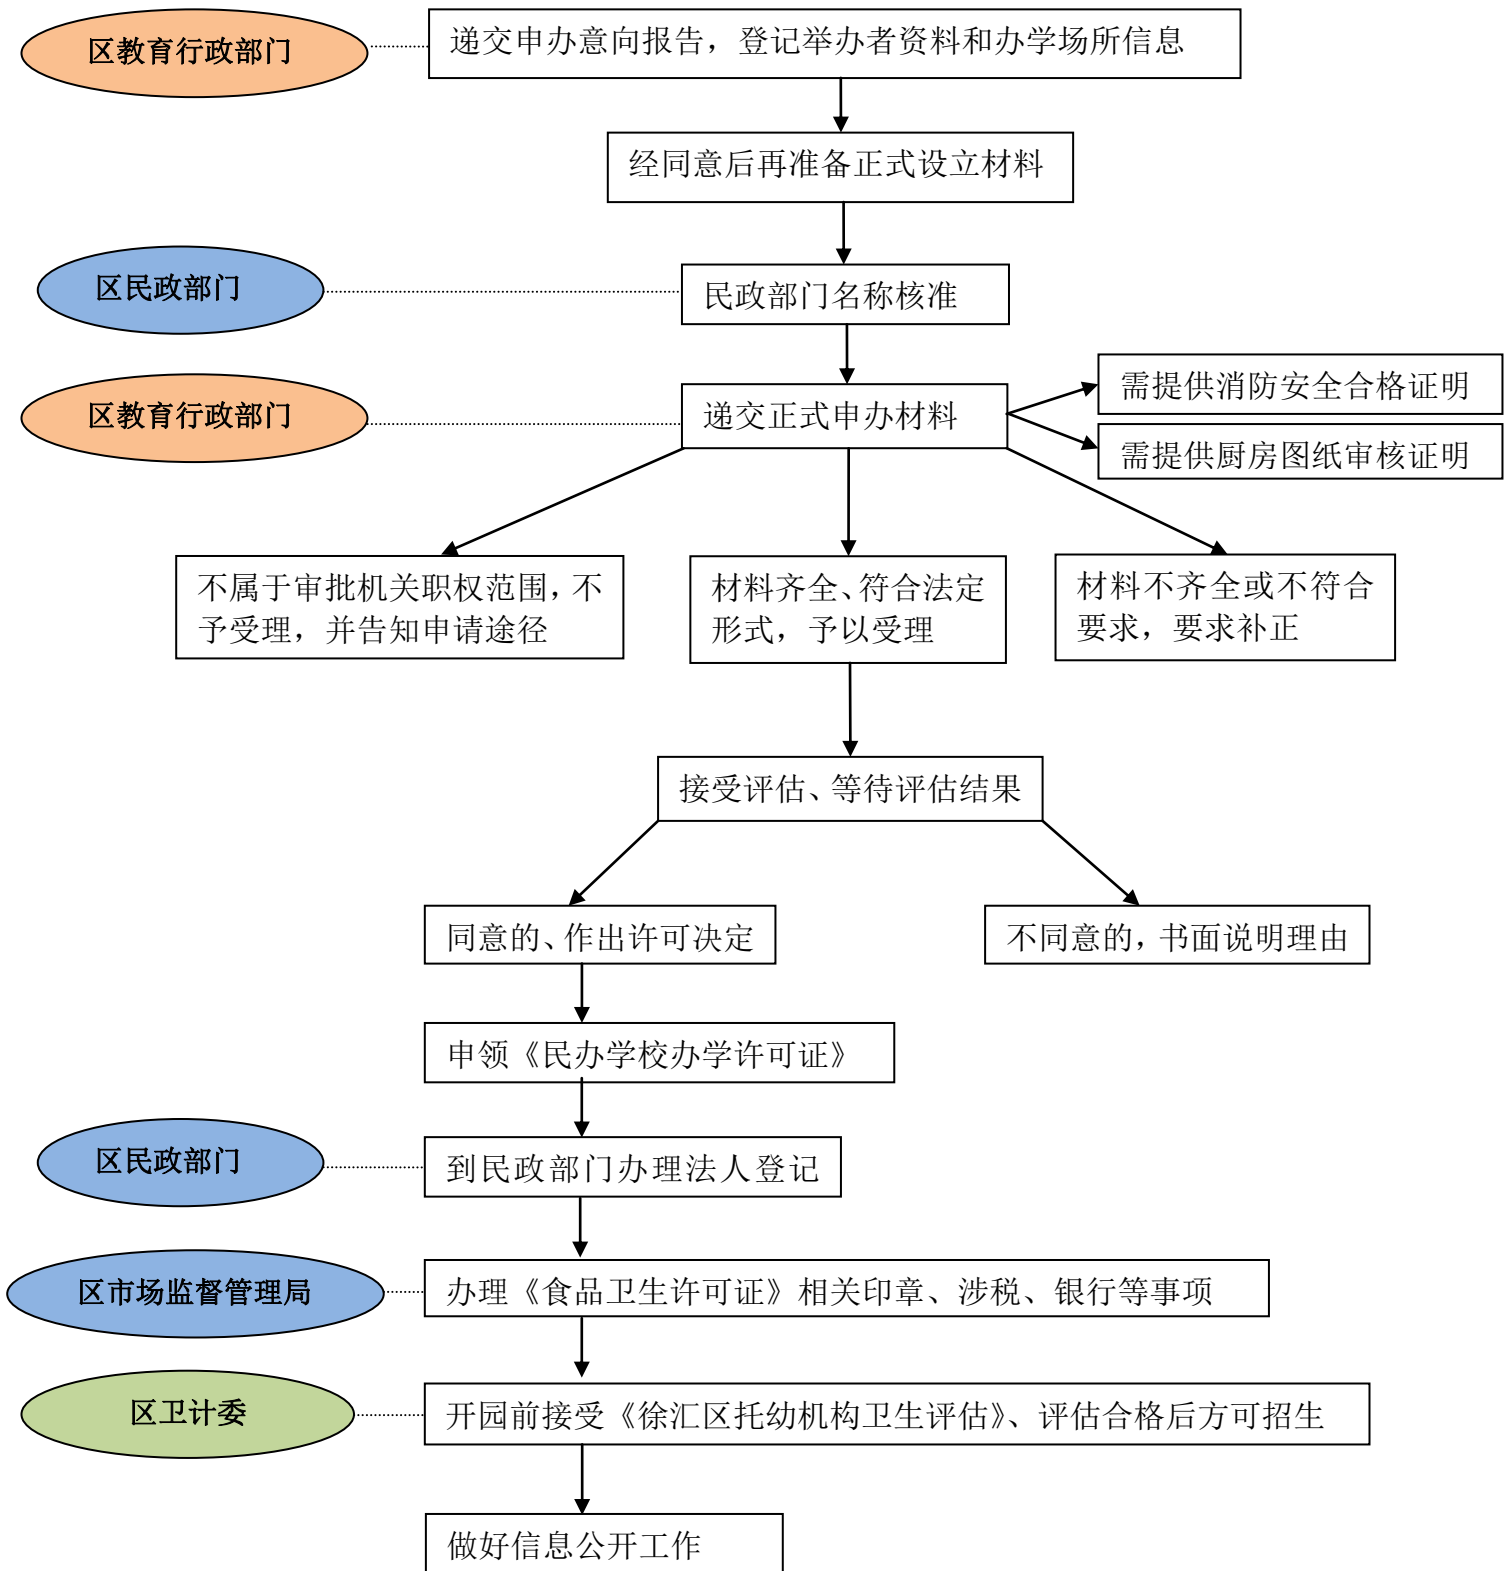 区教育行政部门
递交申办意向报告，登记举办者资料和办学场所信息
经同意后再准备正式设立材料
区民政部门
民政部门名称核准
区教育行政部门
递交正式申办材料
需提供消防安全合格证明
需提供厨房图纸审核证明
不属于审批机关职权范围，不
予受理，并告知申请途径
材料齐全、符合法定
形式，予以受理
材料不齐全或不符合
要求，要求补正
接受评估、等待评估结果
同意的、作出许可决定
不同意的，书面说明理由
申领《民办学校办学许可证》
区民政部门
到民政部门办理法人登记
区市场监督管理局
办理《食品卫生许可证》相关印章、涉税、银行等事项
区卫计委
开园前接受《徐汇区托幼机构卫生评估》、评估合格后方可招生
做好信息公开工作